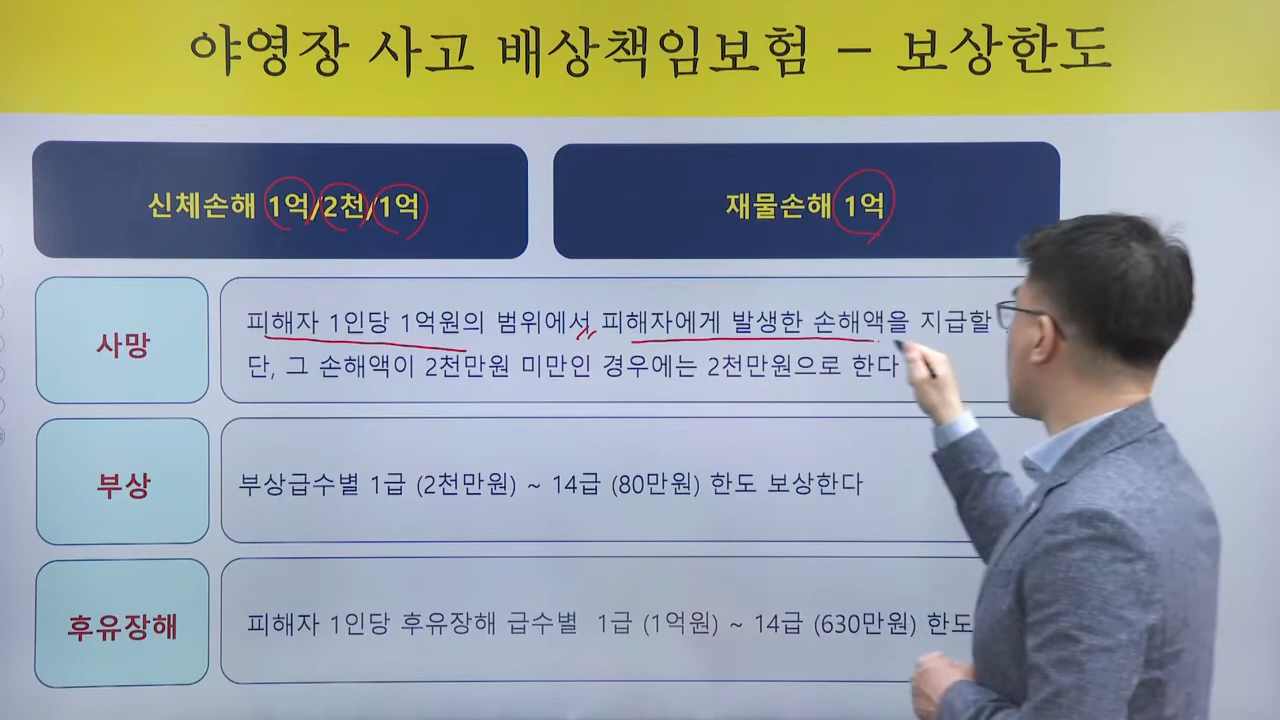 야영장 사고 배상책임보험 – 보상한도
신체손해 1억/2천/1억
재물손해 1억
사망
피해자 1인당 1억원의 범위에서 피해자에게 발생한 손해액을 지급할
단, 그 손해액이 2천만원 미만인 경우에는 2천만원으로 한다
부상
부상급수별 1급 (2천만원) ~ 14급 (80만원) 한도 보상한다
후유장해
피해자 1인당 후유장해 급수별 1급 (1억원) ~ 14급 (630만원) 한도